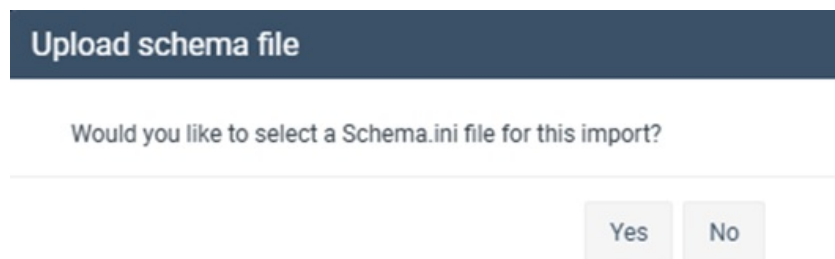 Upload schema file
Would you like to select a Schema.ini file for this import?
Yes No